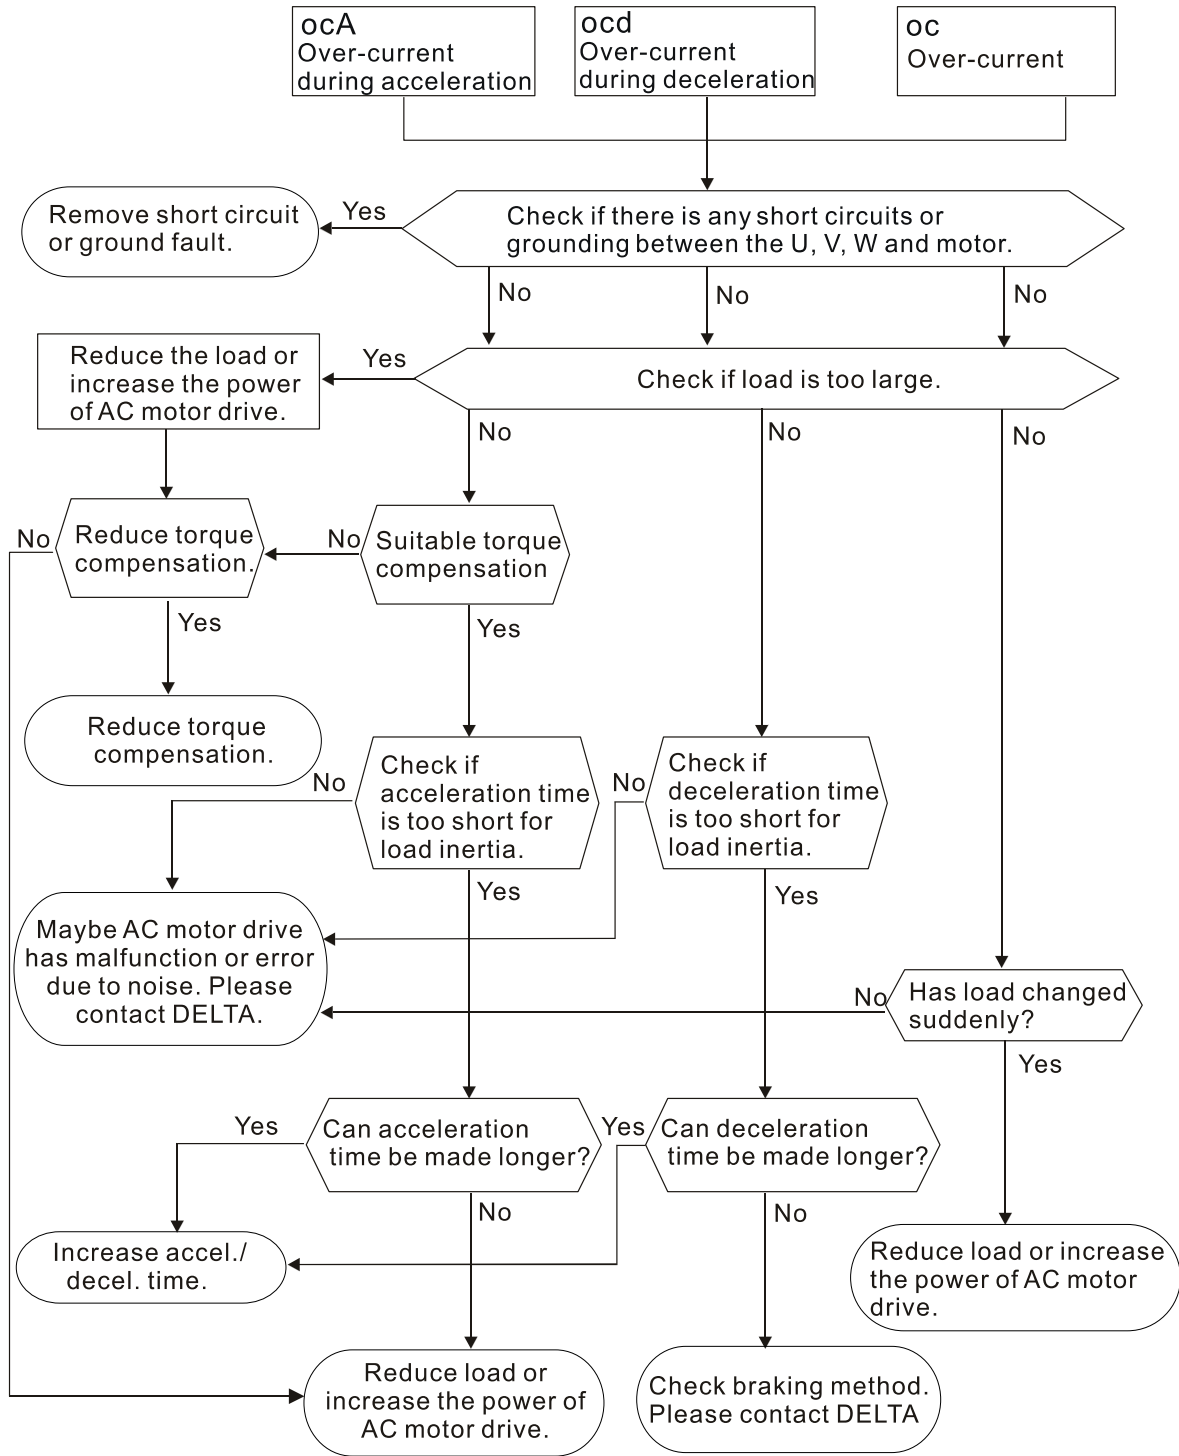 ocA
Over-current
during acceleration
ocd
Over-current
during deceleration
oc
Over-current
Remove short circuit
or ground fault.
Yes
Check if there is any short circuits or
grounding between the U, V, W and motor.
No
No
No
Reduce the load or
increase the power
of AC motor drive.
Yes
Check if load is too large.
No
No
No
No
Reduce torque
compensation.
No
Suitable torque
compensation
Yes
Yes
Reduce torque
compensation.
No
Check if
acceleration time
is too short for
load inertia.
No
Check if
deceleration time
is too short for
load inertia.
Yes
Yes
Maybe AC motor drive
has malfunction or error
due to noise. Please
contact DELTA.
No
Has load changed
suddenly?
Yes
Yes
Can acceleration
time be made longer?
Yes
Can deceleration
time be made longer?
No
No
Increase accel./
decel. time.
Reduce load or increase
the power of AC motor
drive.
Reduce load or
increase the power of
AC motor drive.
Check braking method.
Please contact DELTA